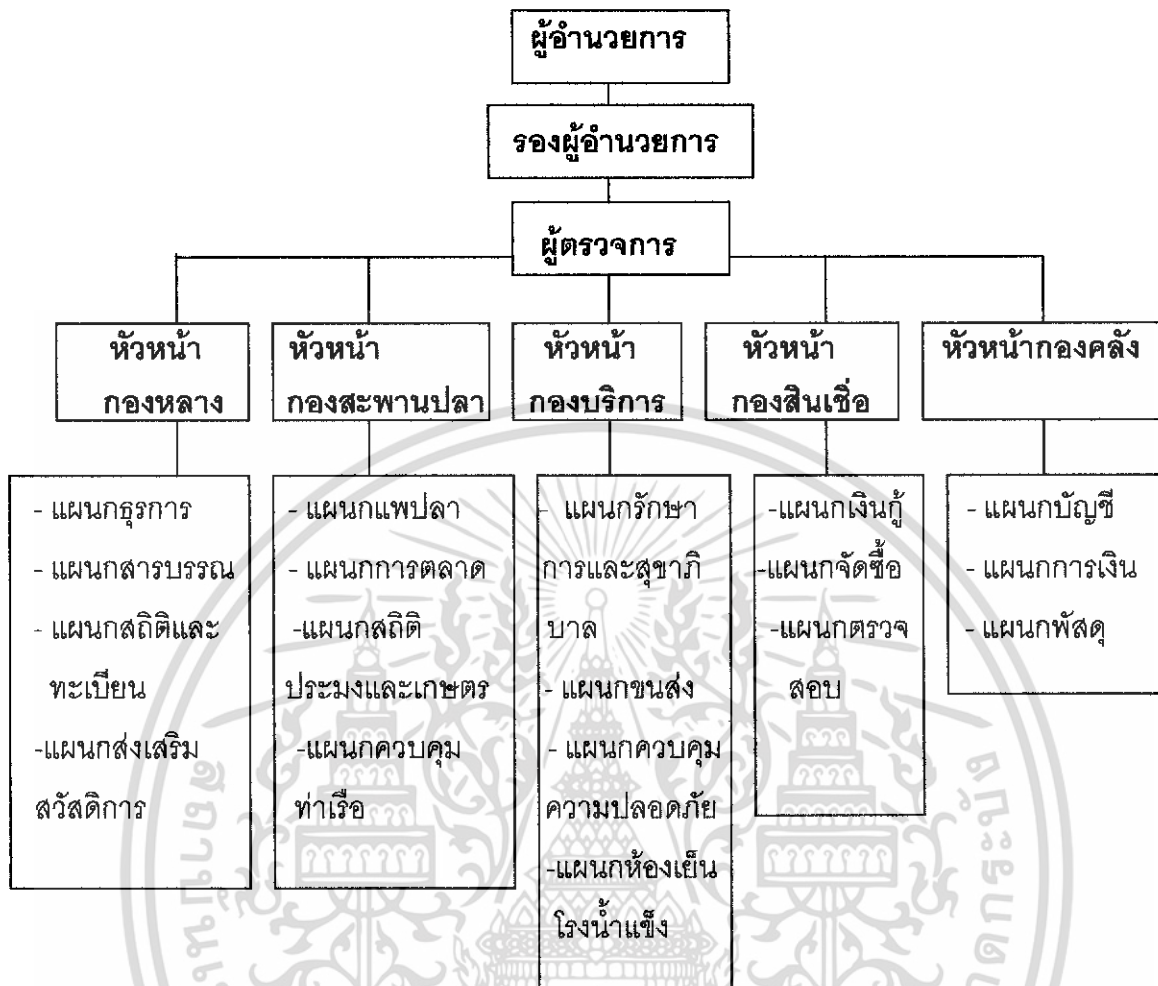 ผู้อำนวยการ
รองผู้อำนวยการ
ผู้ตรวจการ
หัวหน้า
กองหลาง
หัวหน้า
กองสะพานปลา
หัวหน้า
กองบริการ
หัวหน้า
กองสินเชื่อ
หัวหน้ากองคลัง
- แผนกธุรการ
- แผนกสารบรรณ
- แผนกสถิติและ
ทะเบียน
-แผนกส่งเสริม
สวัสดิการ
- แผนกแพปลา
- แผนกการตลาด
-แผนกสถิติ
ประมงและเกษตร
-แผนกควบคุม
ท่าเรือ
- แผนกรักษา
การและสุขาภิ
บาล
- แผนกขนส่ง
- แผนกควบคุม
ความปลอดภัย
-แผนกห้องเย็น
โรงน้ำแข็ง
-แผนกเงินกู้
-แผนกจัดซื้อ
-แผนกตรวจ
สอบ
- แผนกบัญชี
- แผนกการเงิน
- แผนกพัสดุ